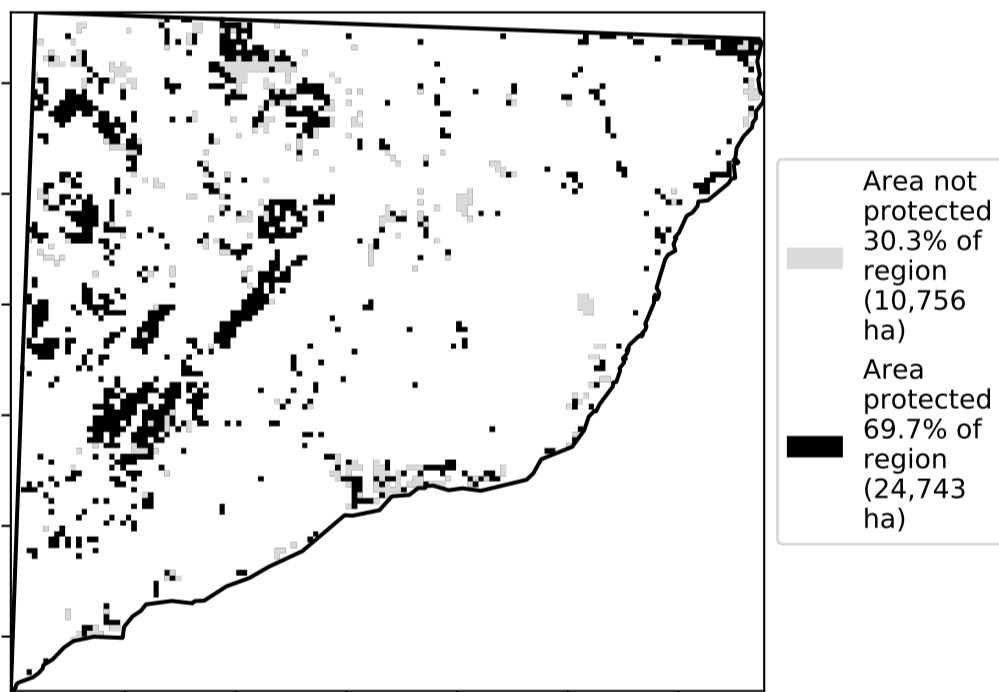 Area not
protected
30.3% of
region
(10,756
ha)
Area
protected
69.7% of
region
(24,743
ha)